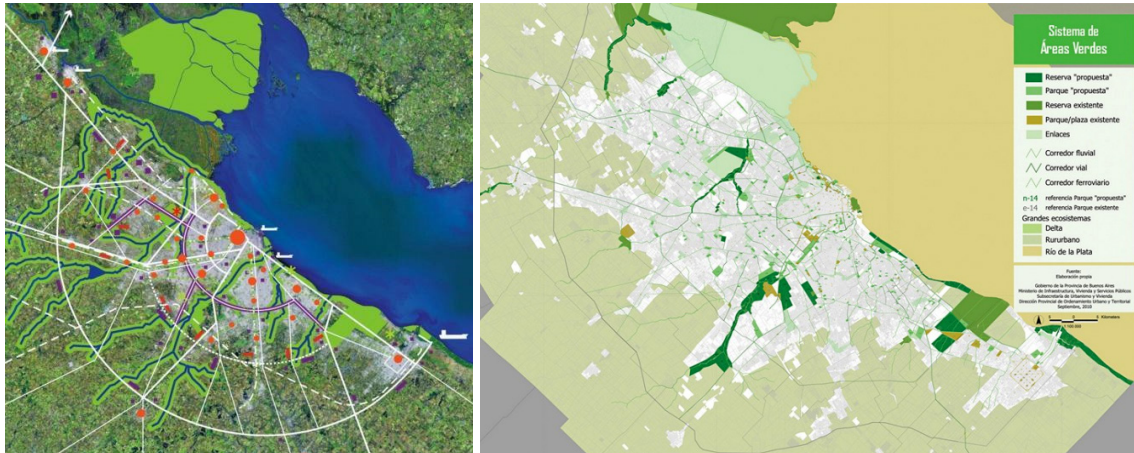 Sistema de
Áreas Verdes
Reserva "propuesta"
Parque "propuesta"
Reserva existente
Parque/plaza existente
Enlaces
Corredor fluvial
Corredor vial
Corredor ferroviario
n-14 referencia Parque "propuesta"
e-14 referencia Parque existente
Grandes ecosistemas
Delta
Rururbano
Río de la Plata
Fuente:
Elaboración propia
Gobierno de la Provincia de Buenos Aires
Ministerio de Infraestructura, Vivienda y Servicios Públicos
Subsecretaría de Urbanismo y Vivienda
Dirección Provincial de Ordenamiento Urbano y Territorial
Septiembre, 2010